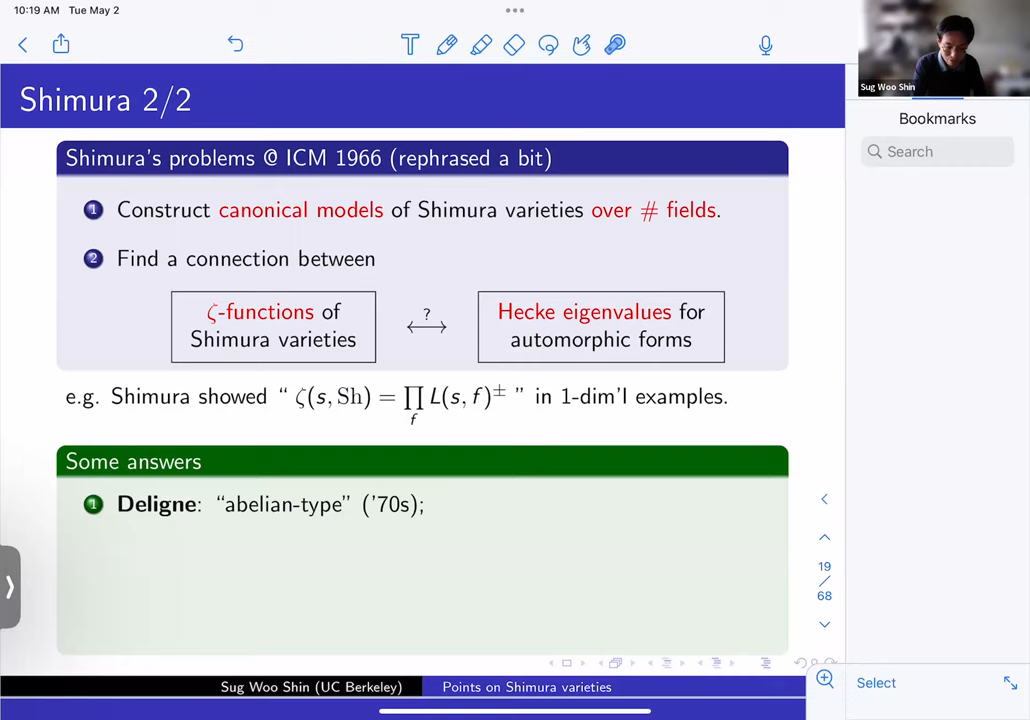 10:19 AM Tue May 2
Sug Woo Shin
Shimura 2/2
Bookmarks
Search
Shimura's problems @ ICM 1966 (rephrased a bit)
1 Construct canonical models of Shimura varieties over # fields.
2 Find a connection between
ζ-functions of
Shimura varieties
?
⟷
Hecke eigenvalues for
automorphic forms
e.g. Shimura showed “ ζ(s, Sh) = ∏_f L(s, f)^± ” in 1-dim'l examples.
Some answers
1 Deligne: “abelian-type” ('70s);
19
/
68
Sug Woo Shin (UC Berkeley)
Points on Shimura varieties
Select